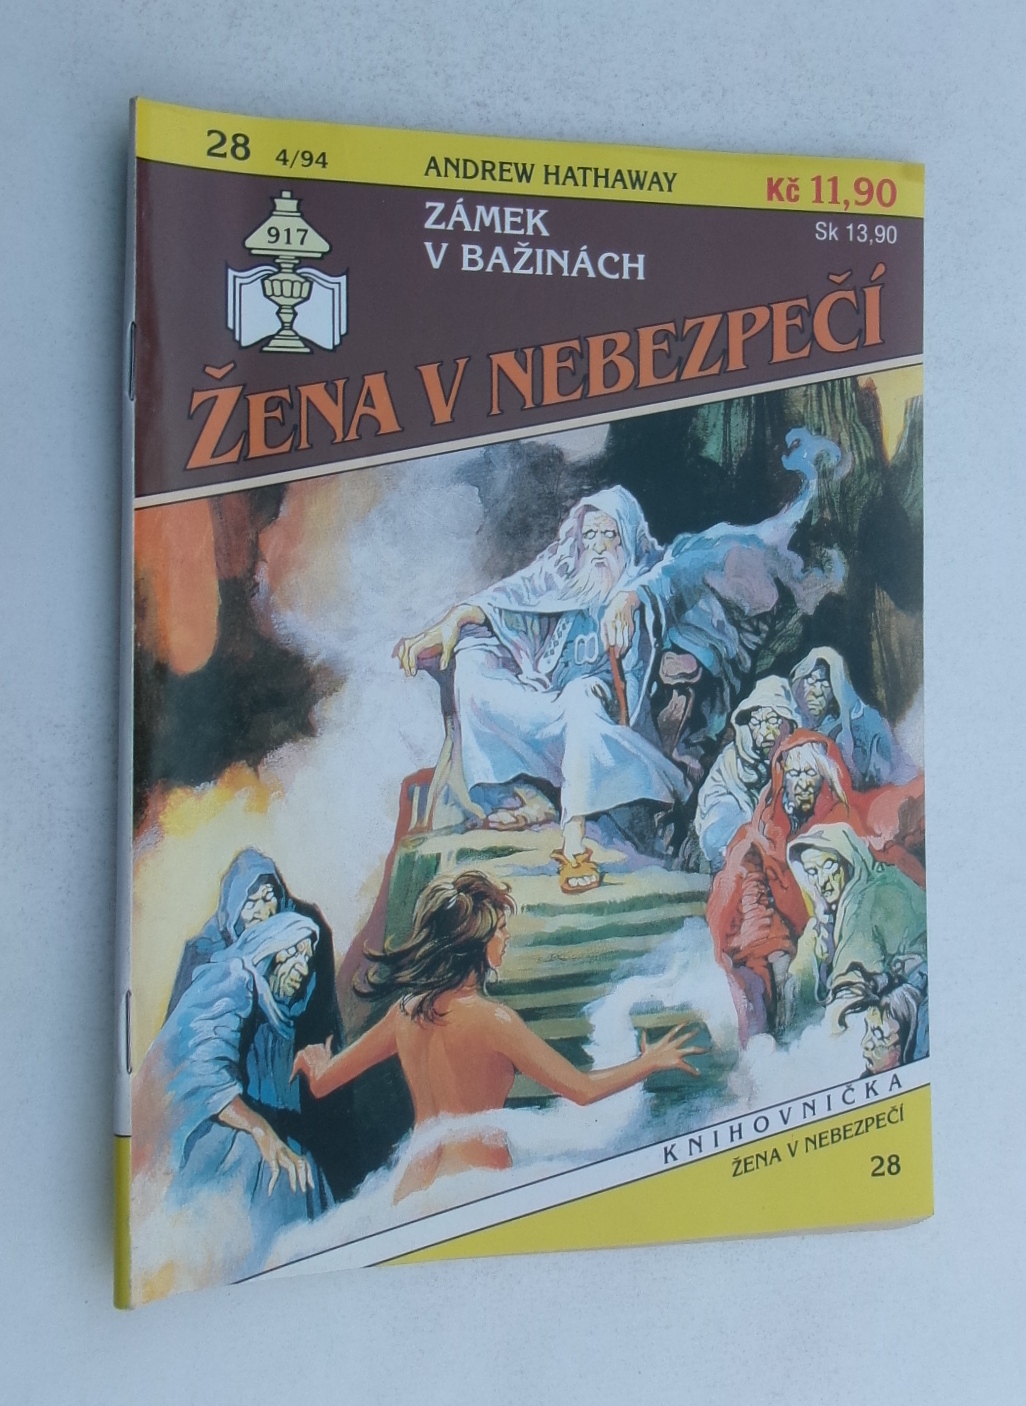 28 4/94 ANDREW HATHAWAY Kč 11,90
Sk 13,90
917
ZÁMEK
V BAŽINÁCH
ŽENA V NEBEZPEČÍ
KNIHOVNIČKA
ŽENA V NEBEZPEČÍ
28